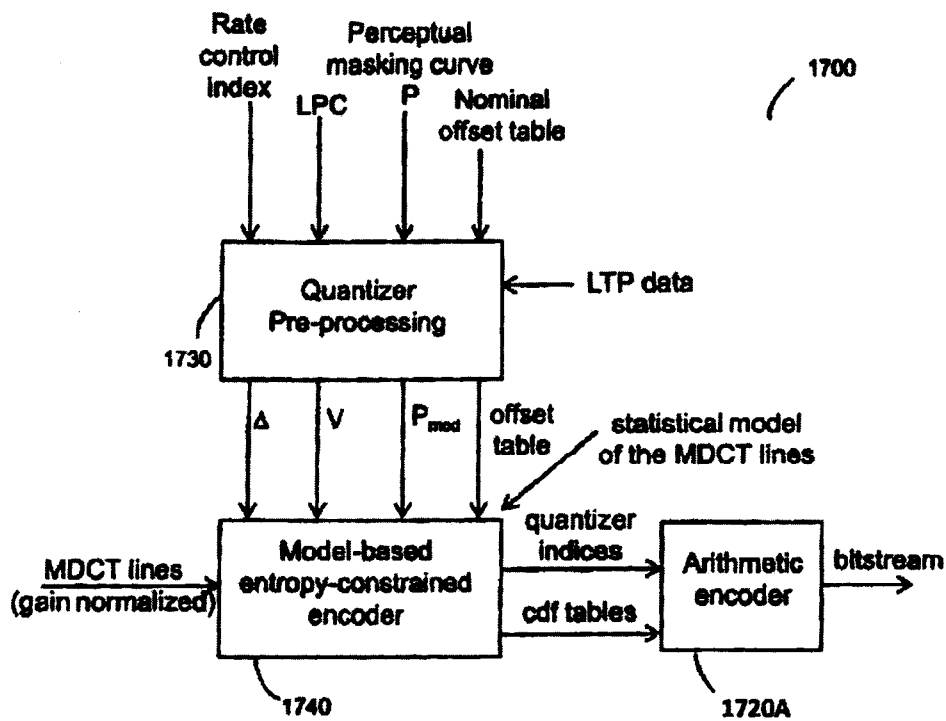 Rate
control
index
LPC
Perceptual
masking curve
P
Nominal
offset table
1700
Quantizer
Pre-processing
LTP data
1730
Δ
V
P_mod
offset
table
statistical model
of the MDCT lines
MDCT lines
(gain normalized)
Model-based
entropy-constrained
encoder
quantizer
indices
cdf tables
Arithmetic
encoder
bitstream
1740
1720A